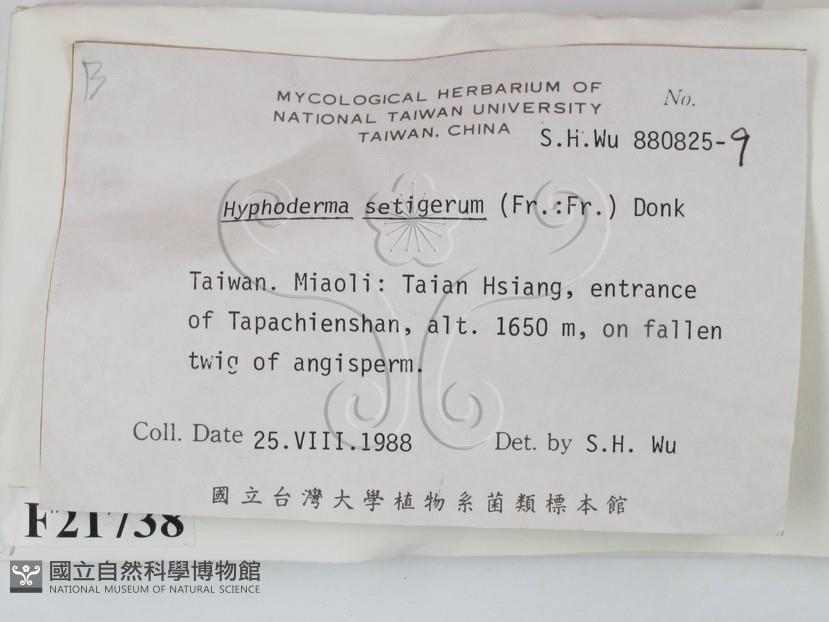 B
MYCOLOGICAL HERBARIUM OF
NATIONAL TAIWAN UNIVERSITY
TAIWAN. CHINA
No.
S.H.Wu 880825-9
Hyphoderma setigerum (Fr.:Fr.) Donk
Taiwan. Miaoli: Taian Hsiang, entrance
of Tapachienshan, alt. 1650 m, on fallen
twig of angisperm.
Coll. Date 25.VIII.1988 Det. by S.H. Wu
國立台灣大學植物系菌類標本館
F21738
國立自然科學博物館
NATIONAL MUSEUM OF NATURAL SCIENCE